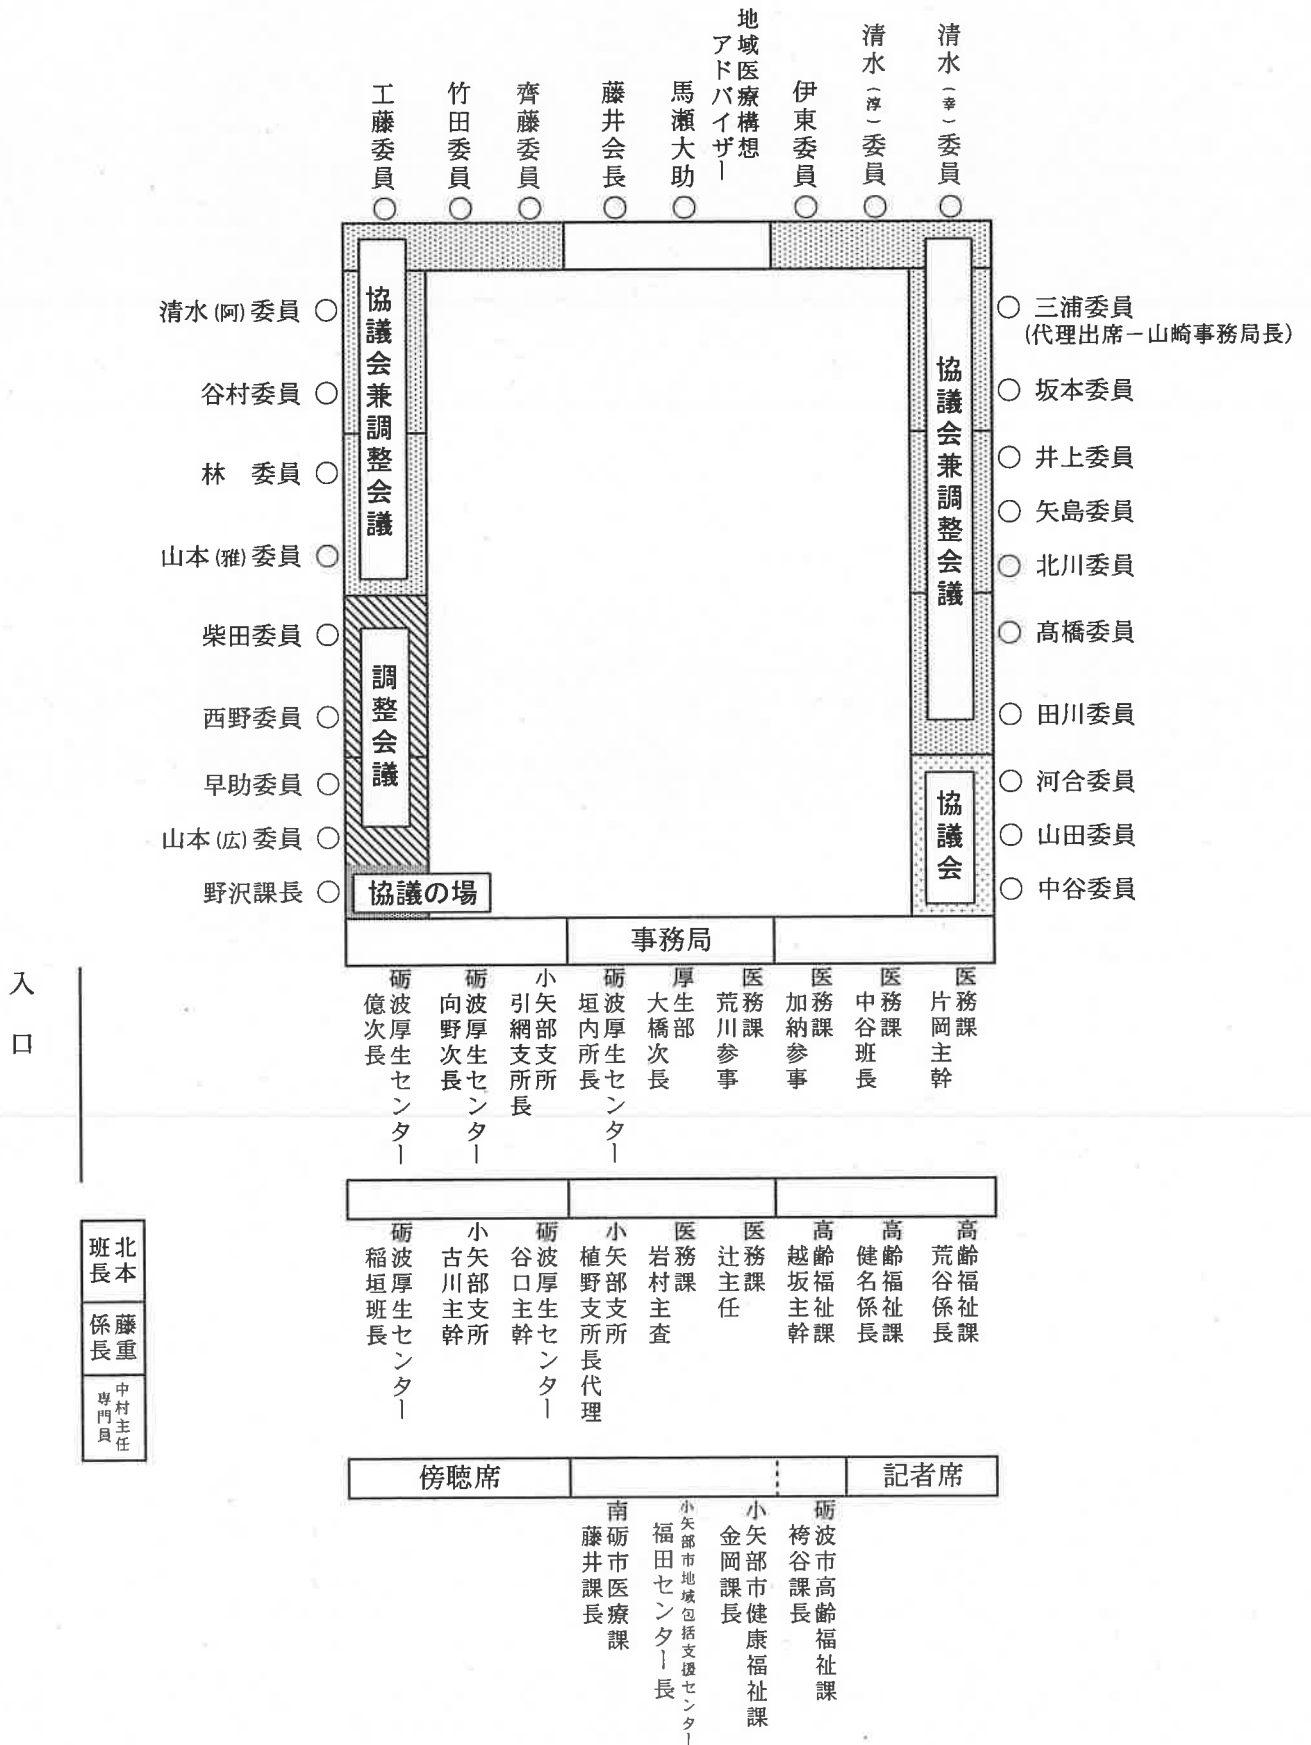 工藤委員
竹田委員
齊藤委員
藤井会長
馬瀬大助
地域医療構想
アドバイザー
伊東委員
清水(淳)委員
清水(幸)委員
協議会兼調整会議
清水(阿)委員
谷村委員
林　委員
山本(雅)委員
調整会議
柴田委員
西野委員
早助委員
山本(広)委員
野沢課長
協議の場
協議会兼調整会議
三浦委員
(代理出席－山崎事務局長)
坂本委員
井上委員
矢島委員
北川委員
髙橋委員
田川委員
協議会
河合委員
山田委員
中谷委員
事務局
入口
砺波厚生センター
億次長
砺波厚生センター
向野次長
小矢部支所
引網支所長
砺波厚生センター
垣内所長
厚生部
大橋次長
医務課
荒川参事
医務課
加納参事
医務課
中谷班長
医務課
片岡主幹
北本
班長
藤重
係長
中村主任
専門員
砺波厚生センター
稲垣班長
小矢部支所
古川主幹
砺波厚生センター
谷口主幹
小矢部支所
植野支所長代理
医務課
岩村主査
医務課
辻主任
高齢福祉課
越坂主幹
高齢福祉課
健名係長
高齢福祉課
荒谷係長
傍聴席
記者席
南砺市医療課
藤井課長
小矢部市地域包括支援センター
福田センター長
小矢部市健康福祉課
金岡課長
砺波市高齢福祉課
袴谷課長